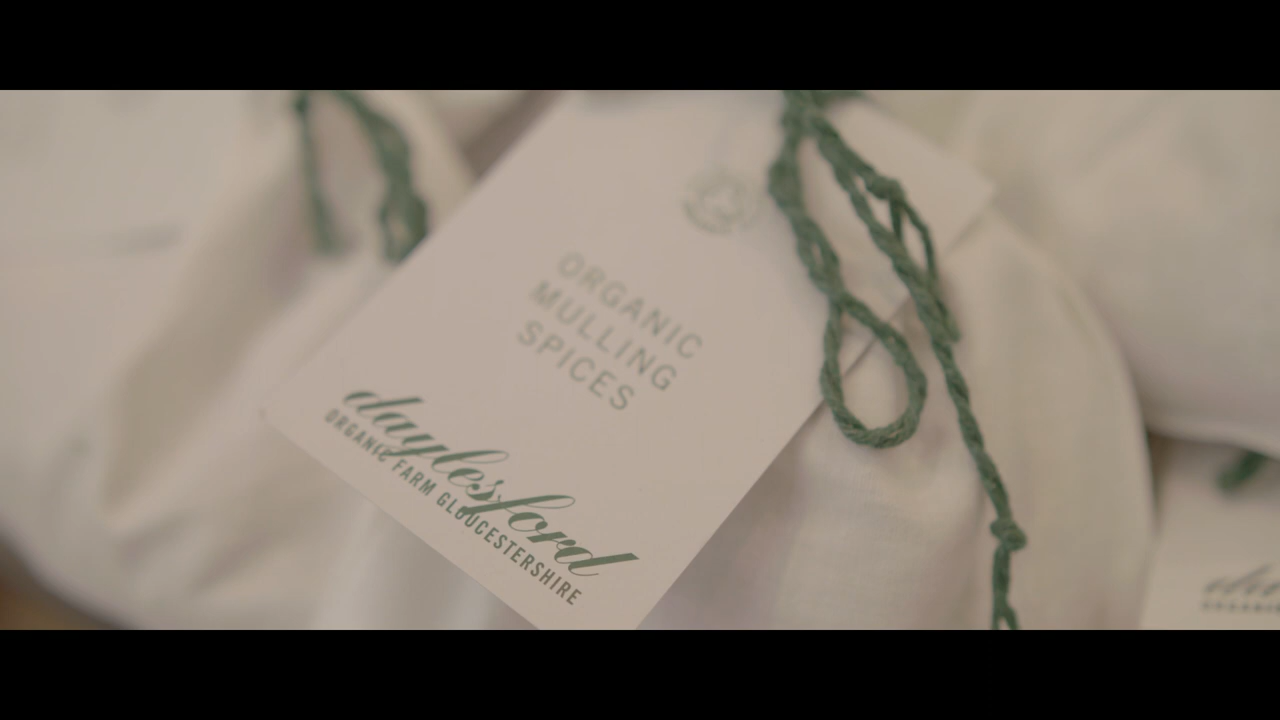 ORGANIC
MULLING
SPICES
daylesford
ORGANIC FARM GLOUCESTERSHIRE